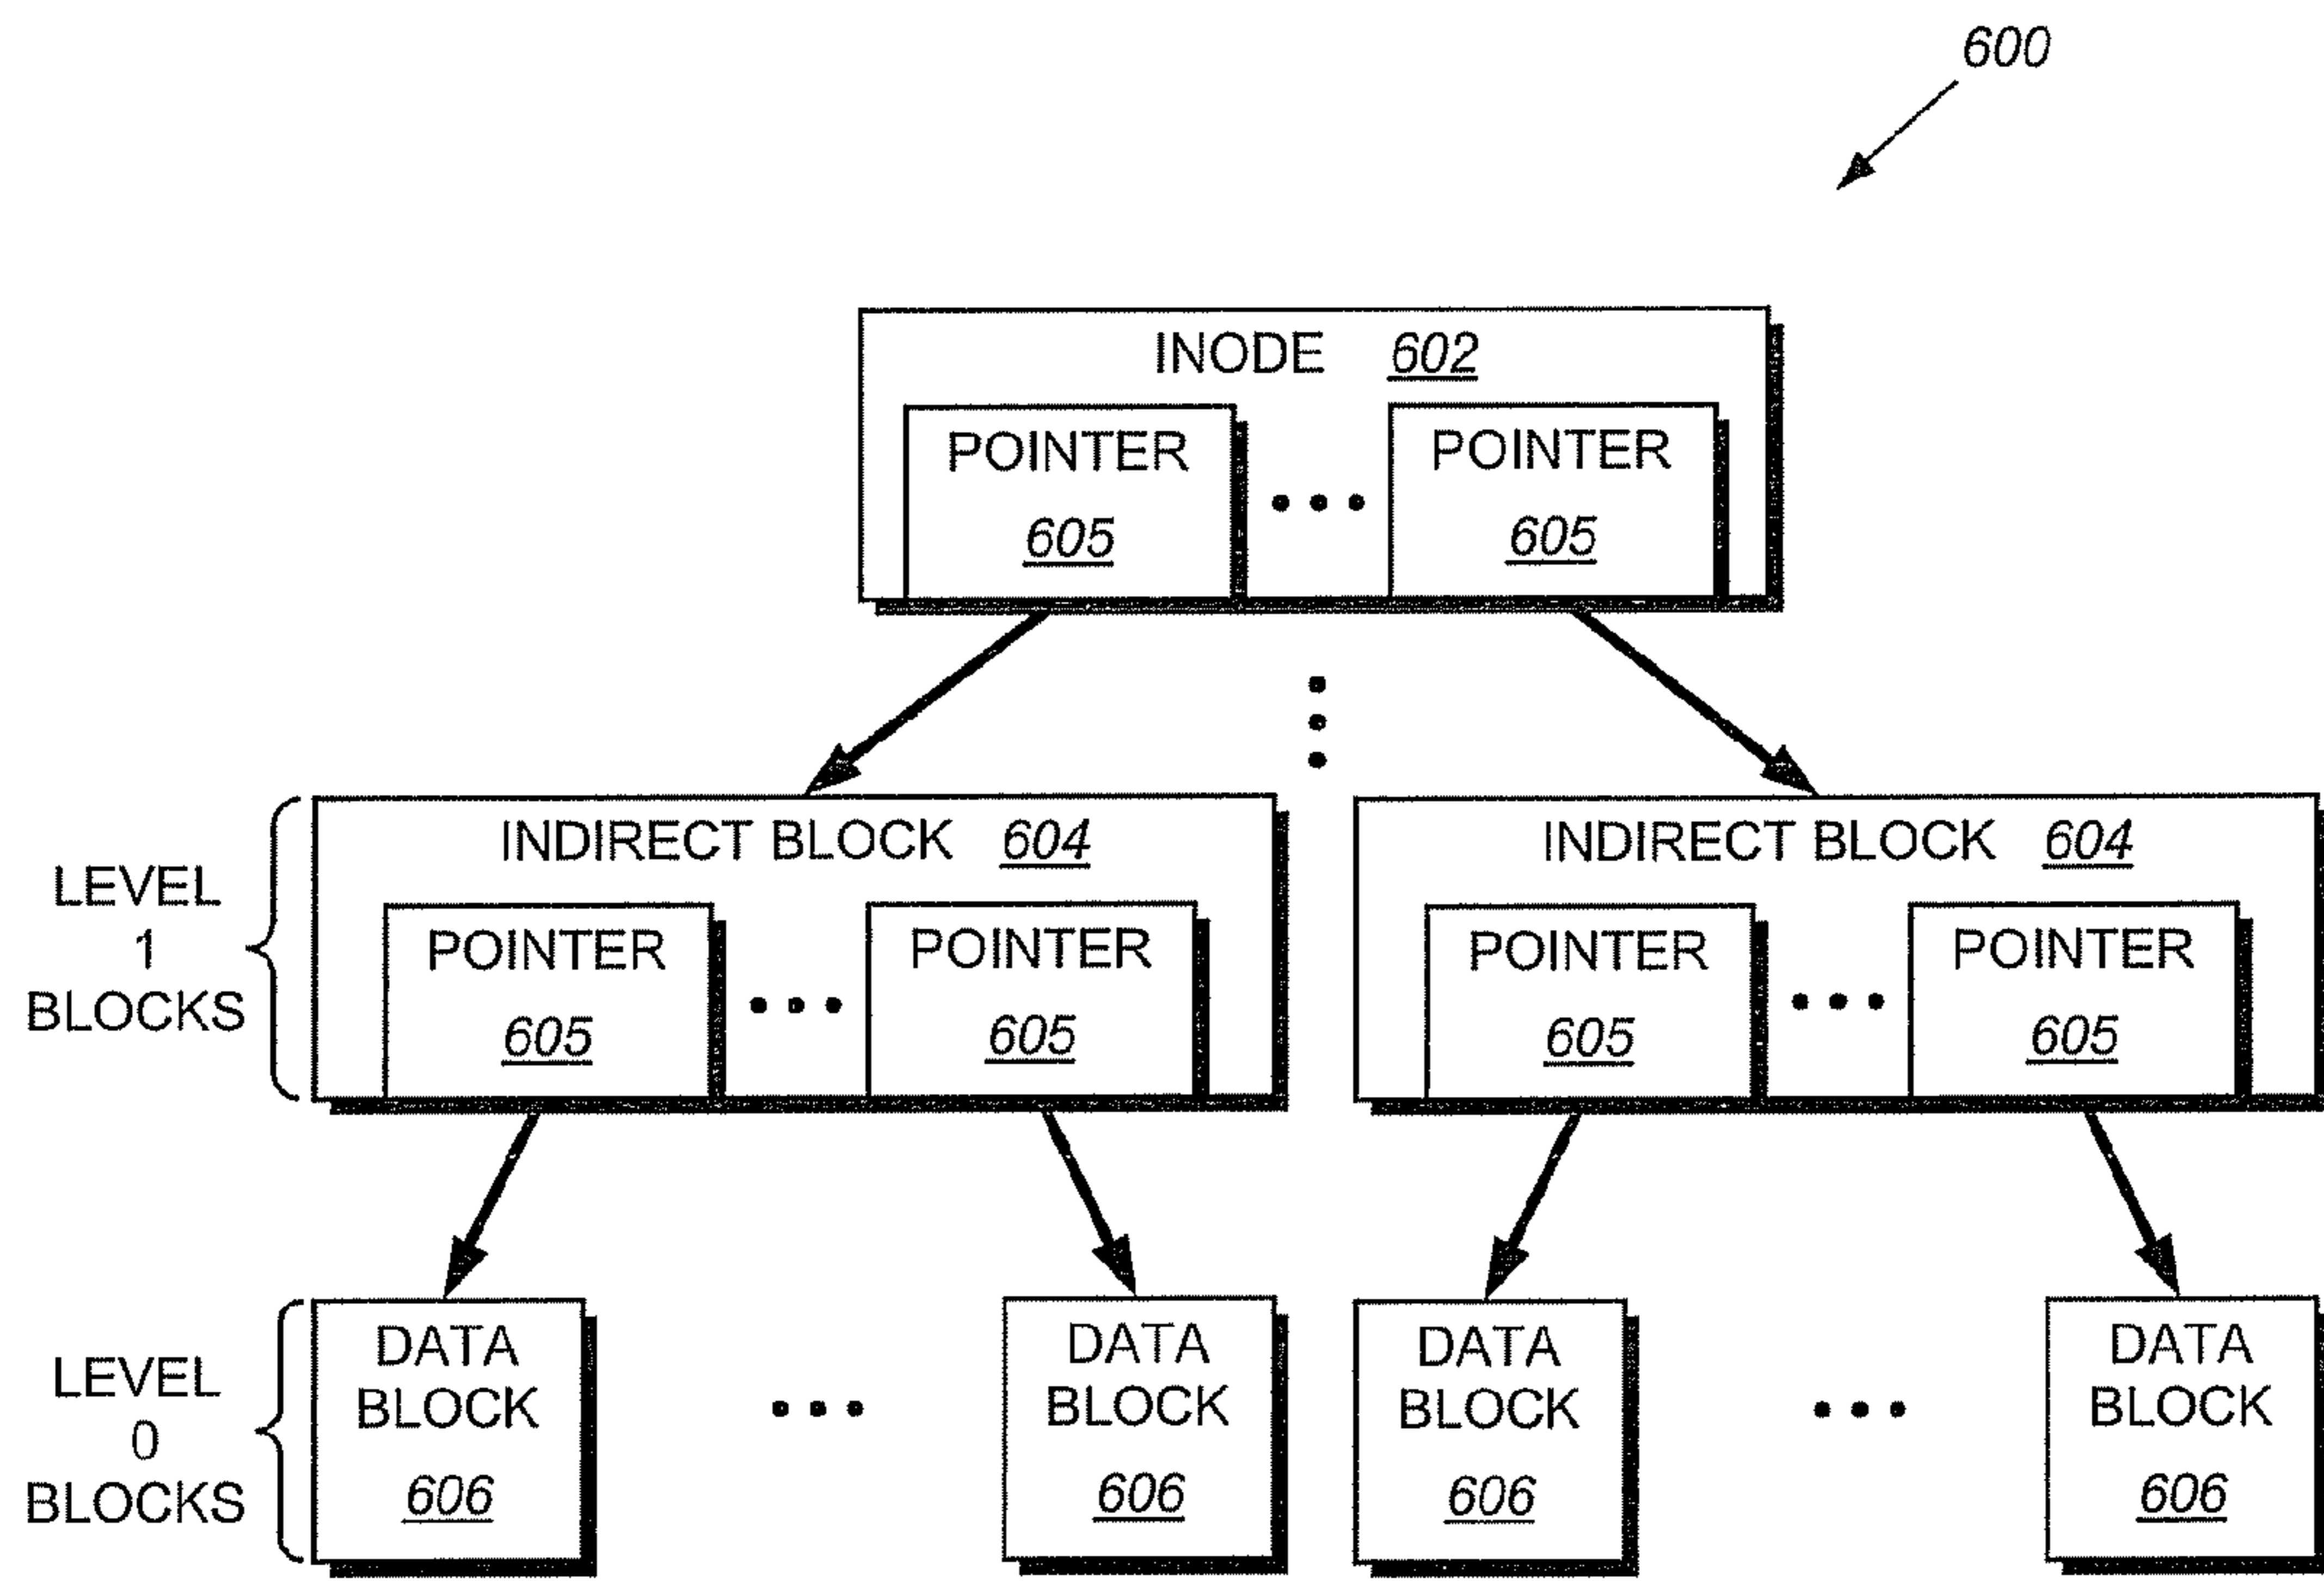 600
INODE 602
POINTER POINTER
605 605
INDIRECT BLOCK 604 INDIRECT BLOCK 604
LEVEL
1
BLOCKS
POINTER POINTER POINTER POINTER
605 605 605 605
LEVEL
0
BLOCKS
DATA DATA DATA DATA
BLOCK BLOCK BLOCK BLOCK
606 606 606 606